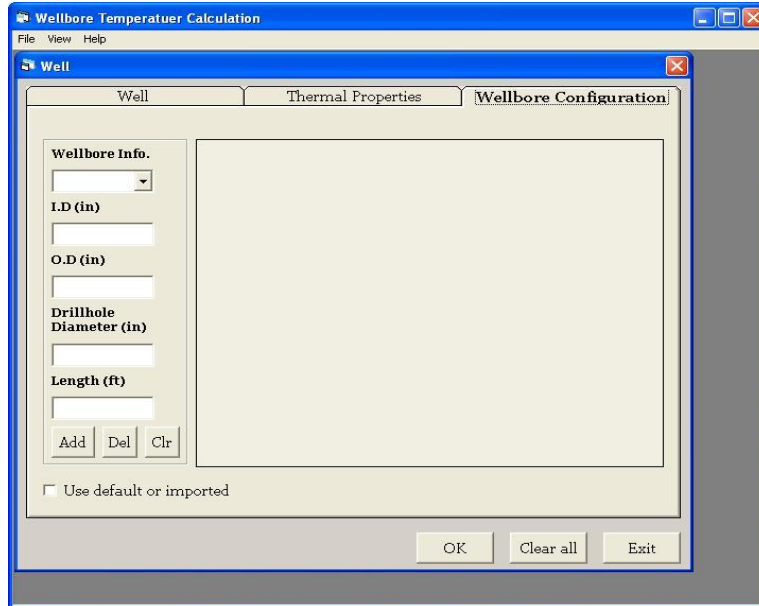 Wellbore Temperatuer Calculation
File View Help
Well
Well Thermal Properties Wellbore Configuration
Wellbore Info.
I.D (in)
O.D (in)
Drillhole
Diameter (in)
Length (ft)
Add Del Clr
Use default or imported
OK Clear all Exit